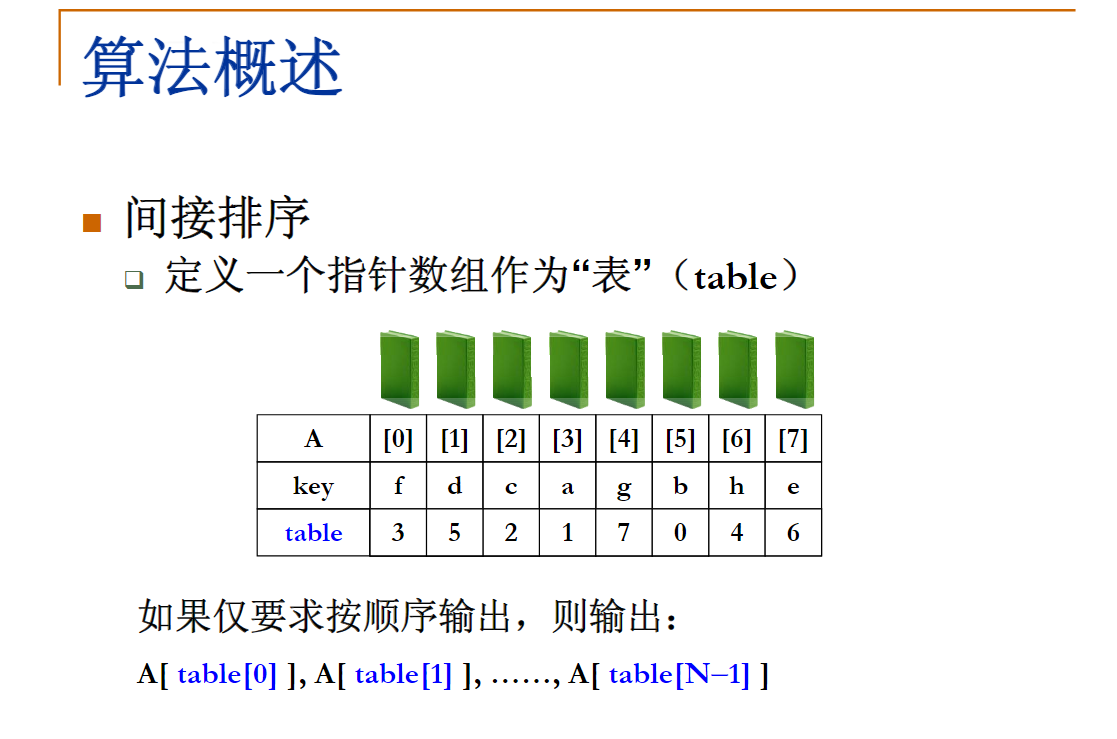 算法概述
间接排序
定义一个指针数组作为“表”（table）
A [0] [1] [2] [3] [4] [5] [6] [7]
key f d c a g b h e
table 3 5 2 1 7 0 4 6
如果仅要求按顺序输出，则输出：
A[ table[0] ], A[ table[1] ], ……, A[ table[N–1] ]